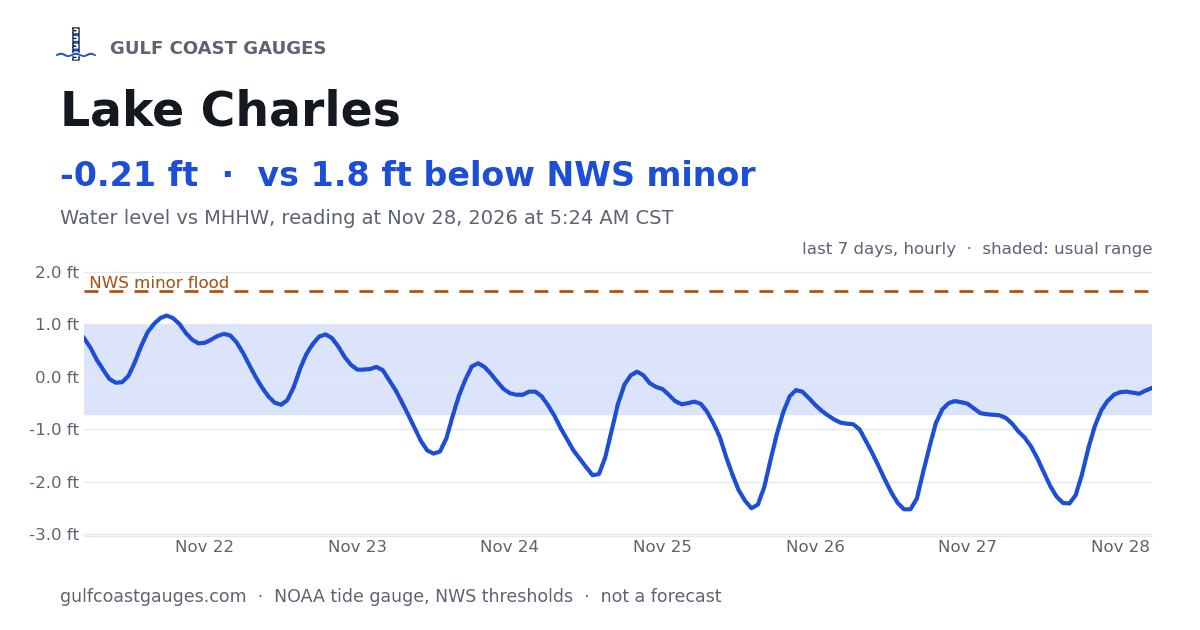 GULF COAST GAUGES
Lake Charles
-0.21 ft · vs 1.8 ft below NWS minor
Water level vs MHHW, reading at Nov 28, 2026 at 5:24 AM CST
last 7 days, hourly · shaded: usual range
2.0 ft
NWS minor flood
1.0 ft
0.0 ft
-1.0 ft
-2.0 ft
-3.0 ft
Nov 22 Nov 23 Nov 24 Nov 25 Nov 26 Nov 27 Nov 28
gulfcoastgauges.com · NOAA tide gauge, NWS thresholds · not a forecast